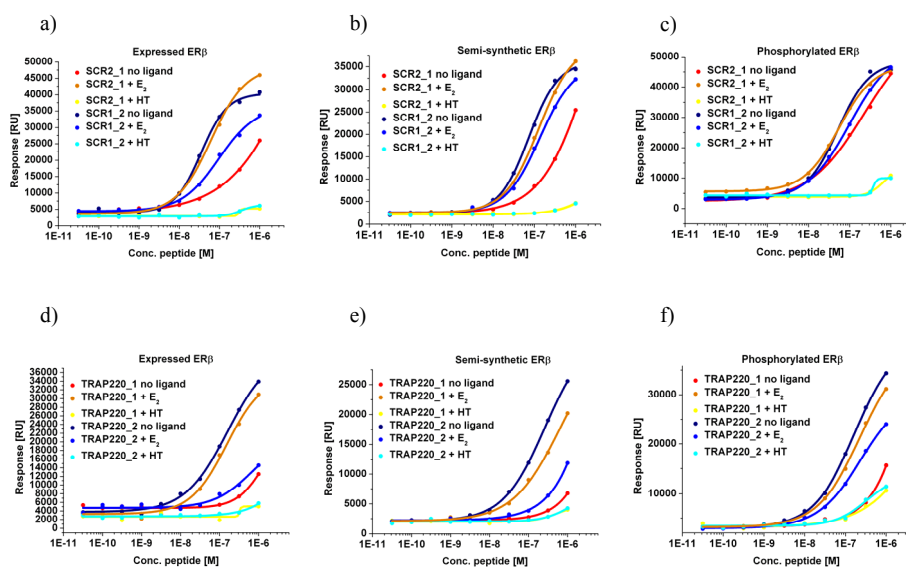 a)
Expressed ERβ
Response [RU]
50000
45000
40000
35000
30000
25000
20000
15000
10000
5000
0
SCR2_1 no ligand
SCR2_1 + E2
SCR2_1 + HT
SCR1_2 no ligand
SCR1_2 + E2
SCR1_2 + HT
1E-11 1E-10 1E-9 1E-8 1E-7 1E-6
Conc. peptide [M]
b)
Semi-synthetic ERβ
Response [RU]
35000
30000
25000
20000
15000
10000
5000
0
SCR2_1 no ligand
SCR2_1 + E2
SCR2_1 + HT
SCR1_2 no ligand
SCR1_2 + E2
SCR1_2 + HT
1E-11 1E-10 1E-9 1E-8 1E-7 1E-6
Conc. peptide [M]
c)
Phosphorylated ERβ
Response [RU]
50000
40000
30000
20000
10000
0
SCR2_1 no ligand
SCR2_1 + E2
SCR2_1 + HT
SCR1_2 no ligand
SCR1_2 + E2
SCR1_2 + HT
1E-11 1E-10 1E-9 1E-8 1E-7 1E-6
Conc. peptide [M]
d)
Expressed ERβ
Response [RU]
36000
34000
32000
30000
28000
26000
24000
22000
20000
18000
16000
14000
12000
10000
8000
6000
4000
2000
0
TRAP220_1 no ligand
TRAP220_1 + E2
TRAP220_1 + HT
TRAP220_2 no ligand
TRAP220_2 + E2
TRAP220_2 + HT
1E-11 1E-10 1E-9 1E-8 1E-7 1E-6
Conc. peptide [M]
e)
Semi-synthetic ERβ
Response [RU]
25000
20000
15000
10000
5000
0
TRAP220_1 no ligand
TRAP220_1 + E2
TRAP220_1 + HT
TRAP220_2 no ligand
TRAP220_2 + E2
TRAP220_2 + HT
1E-11 1E-10 1E-9 1E-8 1E-7 1E-6
Conc. peptide [M]
f)
Phosphorylated ERβ
Response [RU]
30000
20000
10000
TRAP220_1 no ligand
TRAP220_1 + E2
TRAP220_1 + HT
TRAP220_2 no ligand
TRAP220_2 + E2
TRAP220_2 + HT
1E-11 1E-10 1E-9 1E-8 1E-7 1E-6
Conc. peptide [M]